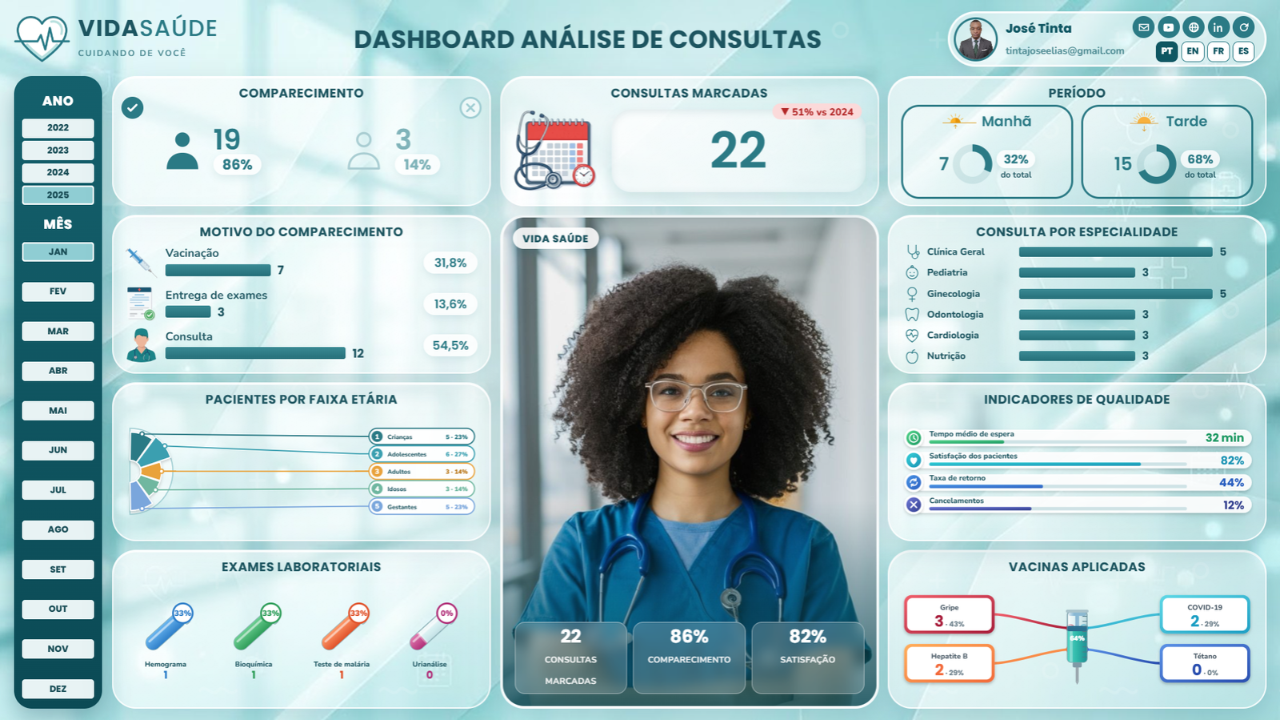 VIDASAÚDE
CUIDANDO DE VOCÊ
DASHBOARD ANÁLISE DE CONSULTAS
José Tinta
tintajoseelias@gmail.com
PT EN FR ES
ANO
2022
2023
2024
2025
MÊS
JAN
FEV
MAR
ABR
MAI
JUN
JUL
AGO
SET
OUT
NOV
DEZ
COMPARECIMENTO
19
86%
3
14%
CONSULTAS MARCADAS
▼ 51% vs 2024
22
PERÍODO
Manhã
7
32%
do total
Tarde
15
68%
do total
MOTIVO DO COMPARECIMENTO
Vacinação
7
31,8%
Entrega de exames
3
13,6%
Consulta
12
54,5%
VIDA SAÚDE
22
CONSULTAS
MARCADAS
86%
COMPARECIMENTO
82%
SATISFAÇÃO
CONSULTA POR ESPECIALIDADE
Clínica Geral 5
Pediatria 3
Ginecologia 5
Odontologia 3
Cardiologia 3
Nutrição 3
PACIENTES POR FAIXA ETÁRIA
1 Crianças 5 - 23%
2 Adolescentes 6 - 27%
3 Adultos 3 - 14%
4 Idosos 3 - 14%
5 Gestantes 5 - 23%
INDICADORES DE QUALIDADE
Tempo médio de espera 32 min
Satisfação dos pacientes 82%
Taxa de retorno 44%
Cancelamentos 12%
EXAMES LABORATORIAIS
33%
Hemograma
1
33%
Bioquímica
1
33%
Teste de malária
1
0%
Uriánálise
0
VACINAS APLICADAS
Gripe
3 - 43%
Hepatite B
2 - 29%
COVID-19
2 - 29%
Tétano
0 - 0%